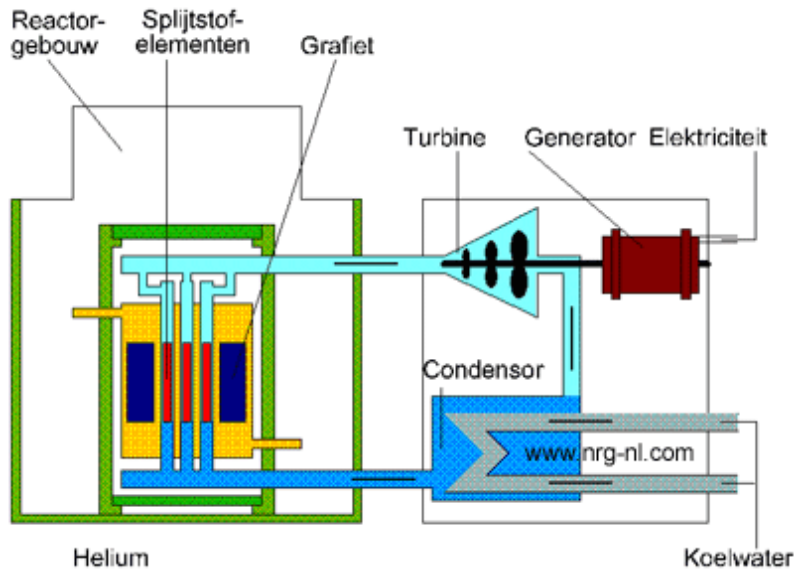 Reactor-
gebouw
Splijtstof-
elementen
Grafiet
Turbine
Generator
Elektriciteit
Condensor
www.nrg-nl.com
Helium
Koelwater